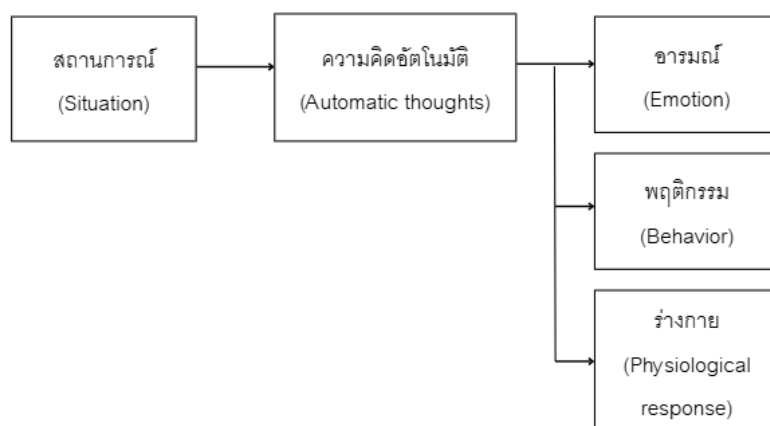 สถานการณ์
(Situation)
ความคิดอัตโนมัติ
(Automatic thoughts)
อารมณ์
(Emotion)
พฤติกรรม
(Behavior)
ร่างกาย
(Physiological
response)